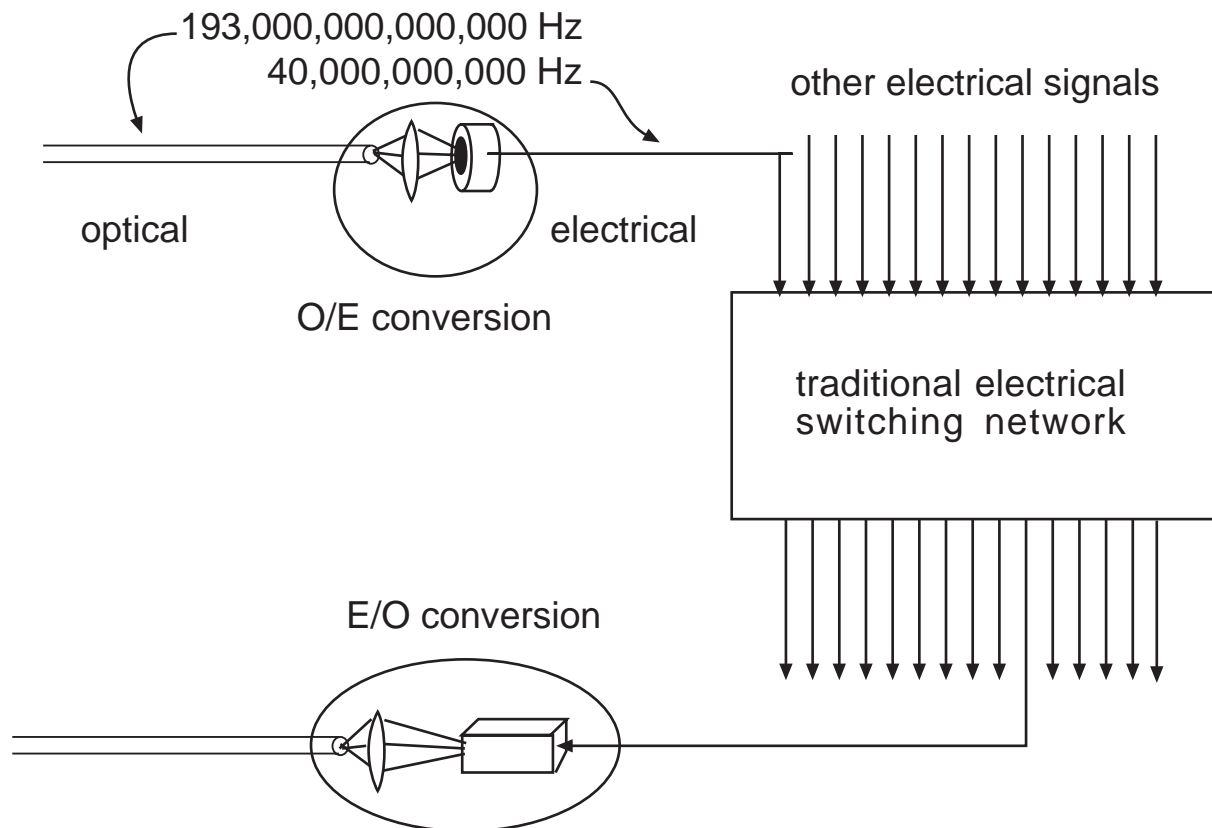 193,000,000,000,000 Hz
40,000,000,000 Hz
other electrical signals
optical
electrical
O/E conversion
traditional electrical
switching network
E/O conversion